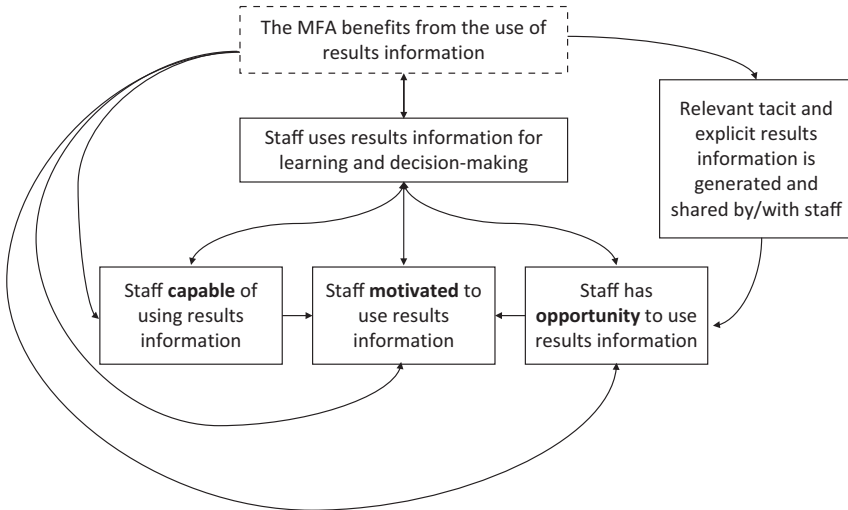 The MFA benefits from the use of
results information
Staff uses results information for
learning and decision-making
Relevant tacit and
explicit results
information is
generated and
shared by/with staff
Staff capable of
using results
information
Staff motivated to
use results
information
Staff has
opportunity to use
results information